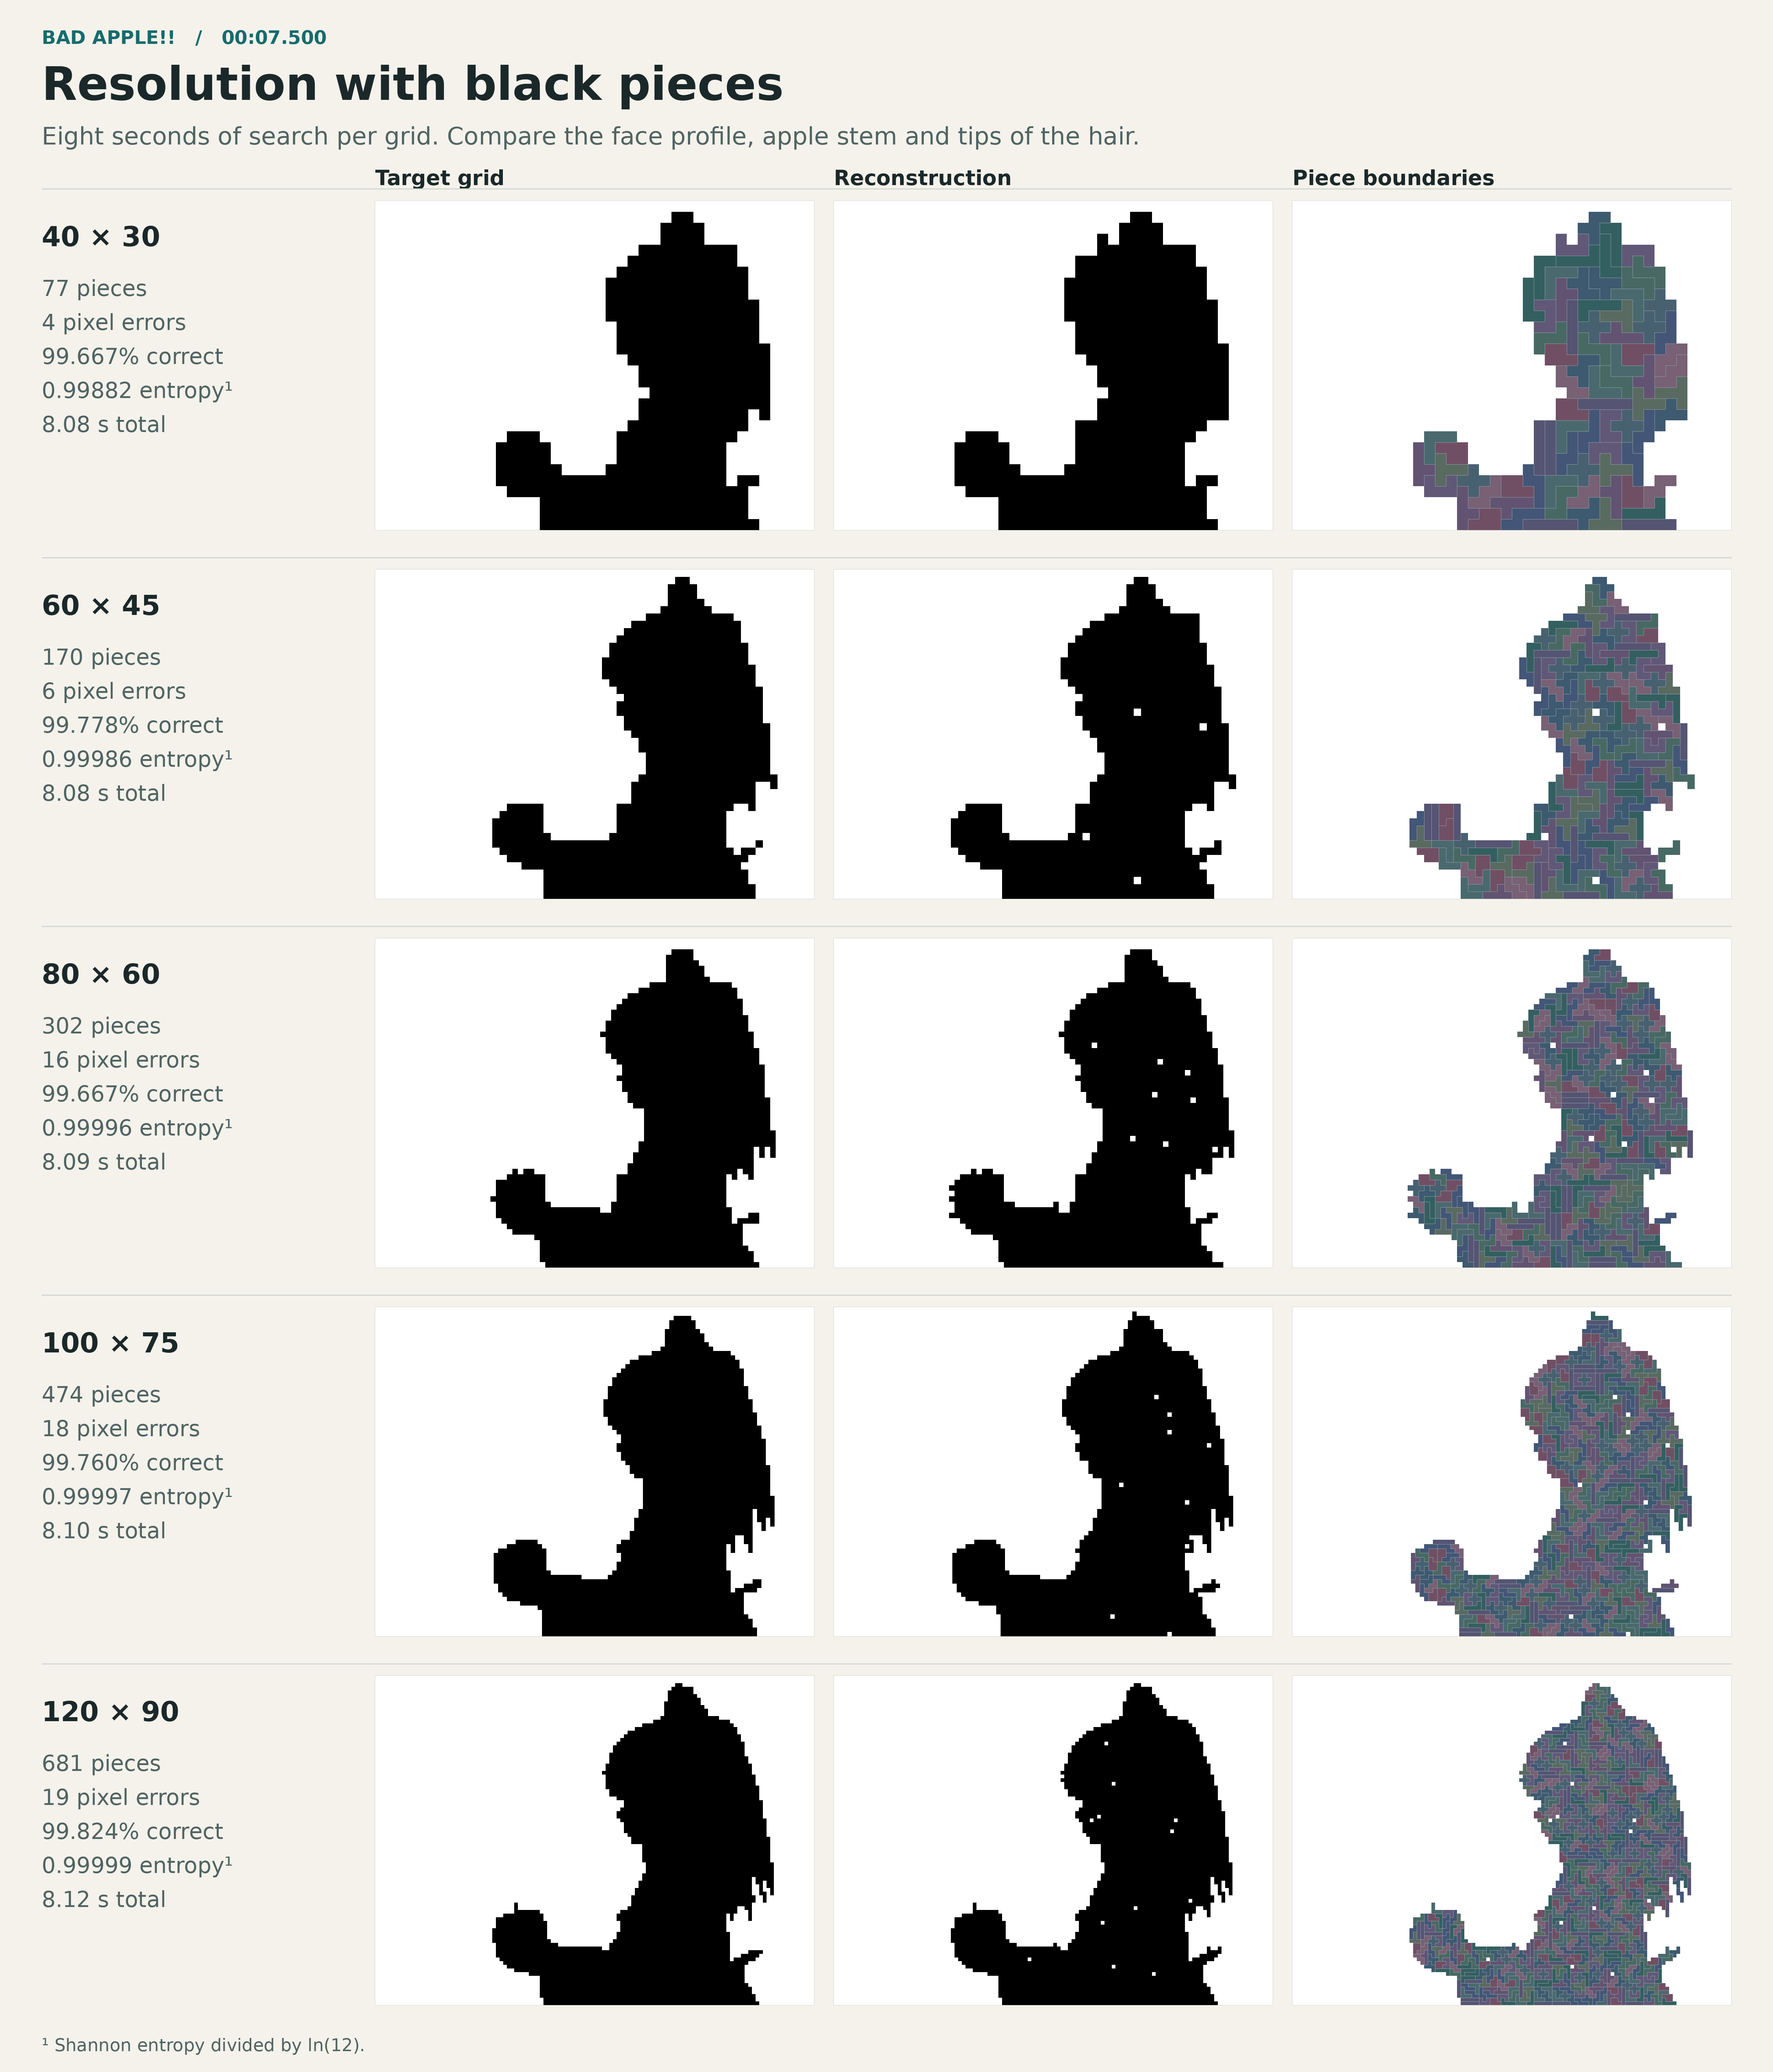 BAD APPLE!! / 00:07.500
Resolution with black pieces
Eight seconds of search per grid. Compare the face profile, apple stem and tips of the hair.
Target grid Reconstruction Piece boundaries
40 × 30
77 pieces
4 pixel errors
99.667% correct
0.99882 entropy¹
8.08 s total
60 × 45
170 pieces
6 pixel errors
99.778% correct
0.99986 entropy¹
8.08 s total
80 × 60
302 pieces
16 pixel errors
99.667% correct
0.99996 entropy¹
8.09 s total
100 × 75
474 pieces
18 pixel errors
99.760% correct
0.99997 entropy¹
8.10 s total
120 × 90
681 pieces
19 pixel errors
99.824% correct
0.99999 entropy¹
8.12 s total
¹ Shannon entropy divided by ln(12).